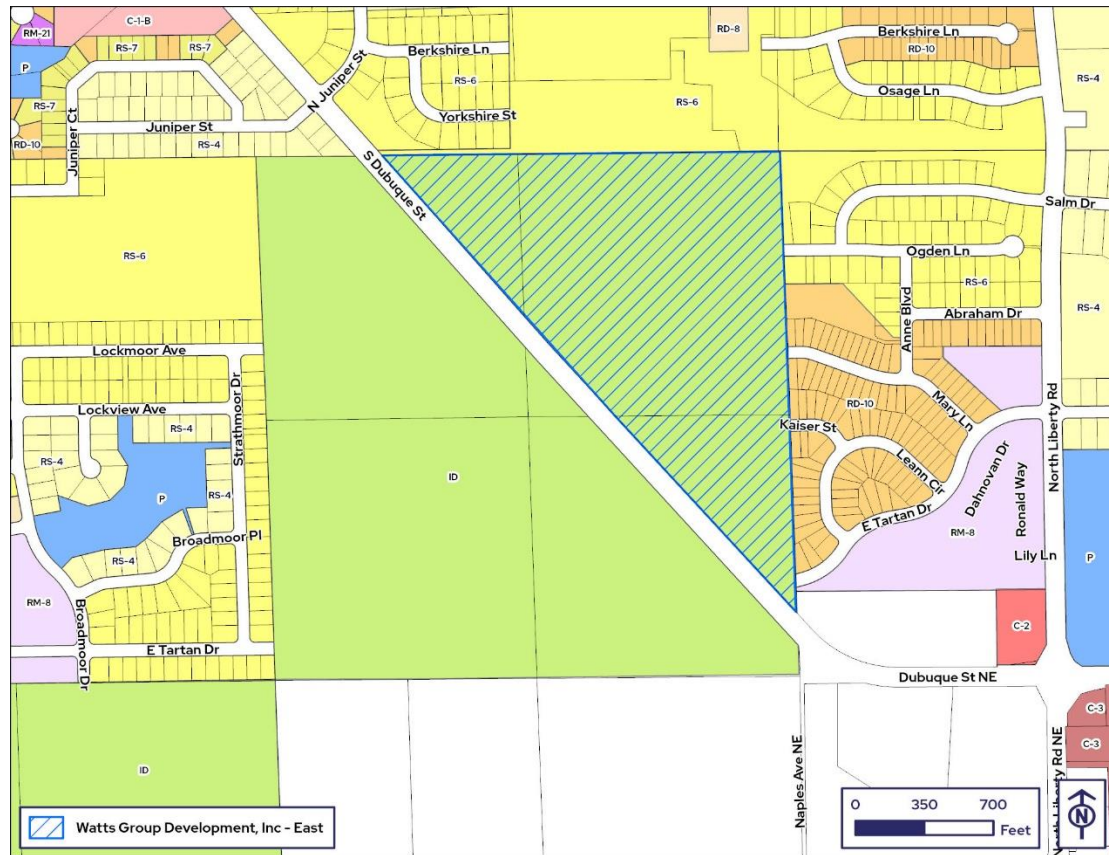 C-1-B
RM-21
RS-7
RS-7
P
RS-7
RD-10
Juniper Ct
Juniper St
RS-4
N Juniper St
Berkshire Ln
RS-6
Yorkshire St
S Dubuque St
RD-8
RS-6
Berkshire Ln
RD-10
Osage Ln
RS-4
Salm Dr
Ogden Ln
RS-6
Anne Blvd
Abraham Dr
RS-4
North Liberty Rd
RS-6
Lockmoor Ave
Lockview Ave
RS-4
RS-4
Strathmoor Dr
P
RS-4
Broadmoor Pl
RS-4
RM-8
Broadmoor Dr
E Tartan Dr
ID
ID
RD-10
Mary Ln
Kaiser St
Leann Cir
E Tartan Dr
Dahnovan Dr
Ronald Way
RM-8
Lily Ln
P
C-2
Dubuque St NE
Naples Ave NE
C-3
C-3
North Liberty Rd NE
Watts Group Development, Inc - East
0 350 700
Feet
N